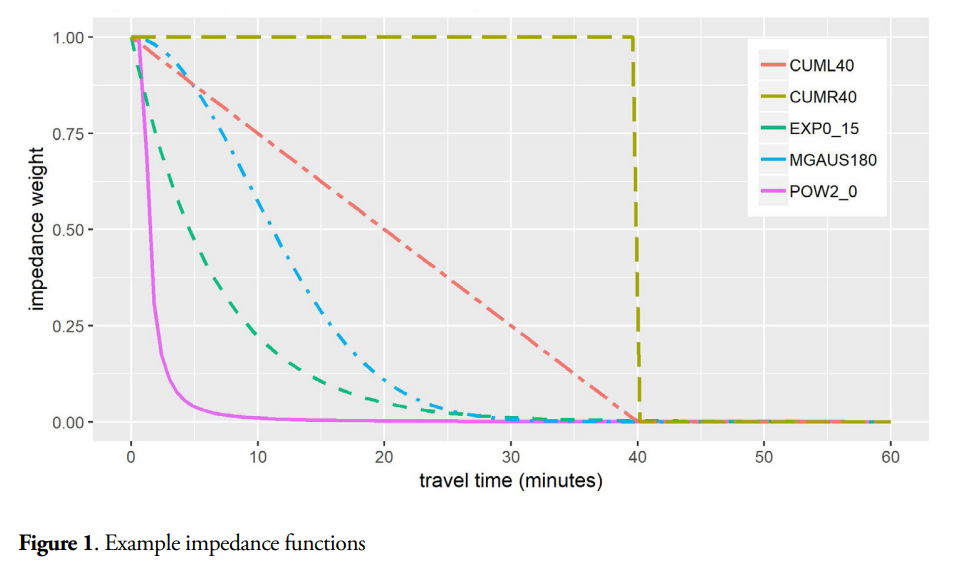 1.00
0.75
0.50
0.25
0.00
impedance weight
CUML40
CUMR40
EXP0_15
MGAUS180
POW2_0
0 10 20 30 40 50 60
travel time (minutes)
Figure 1. Example impedance functions